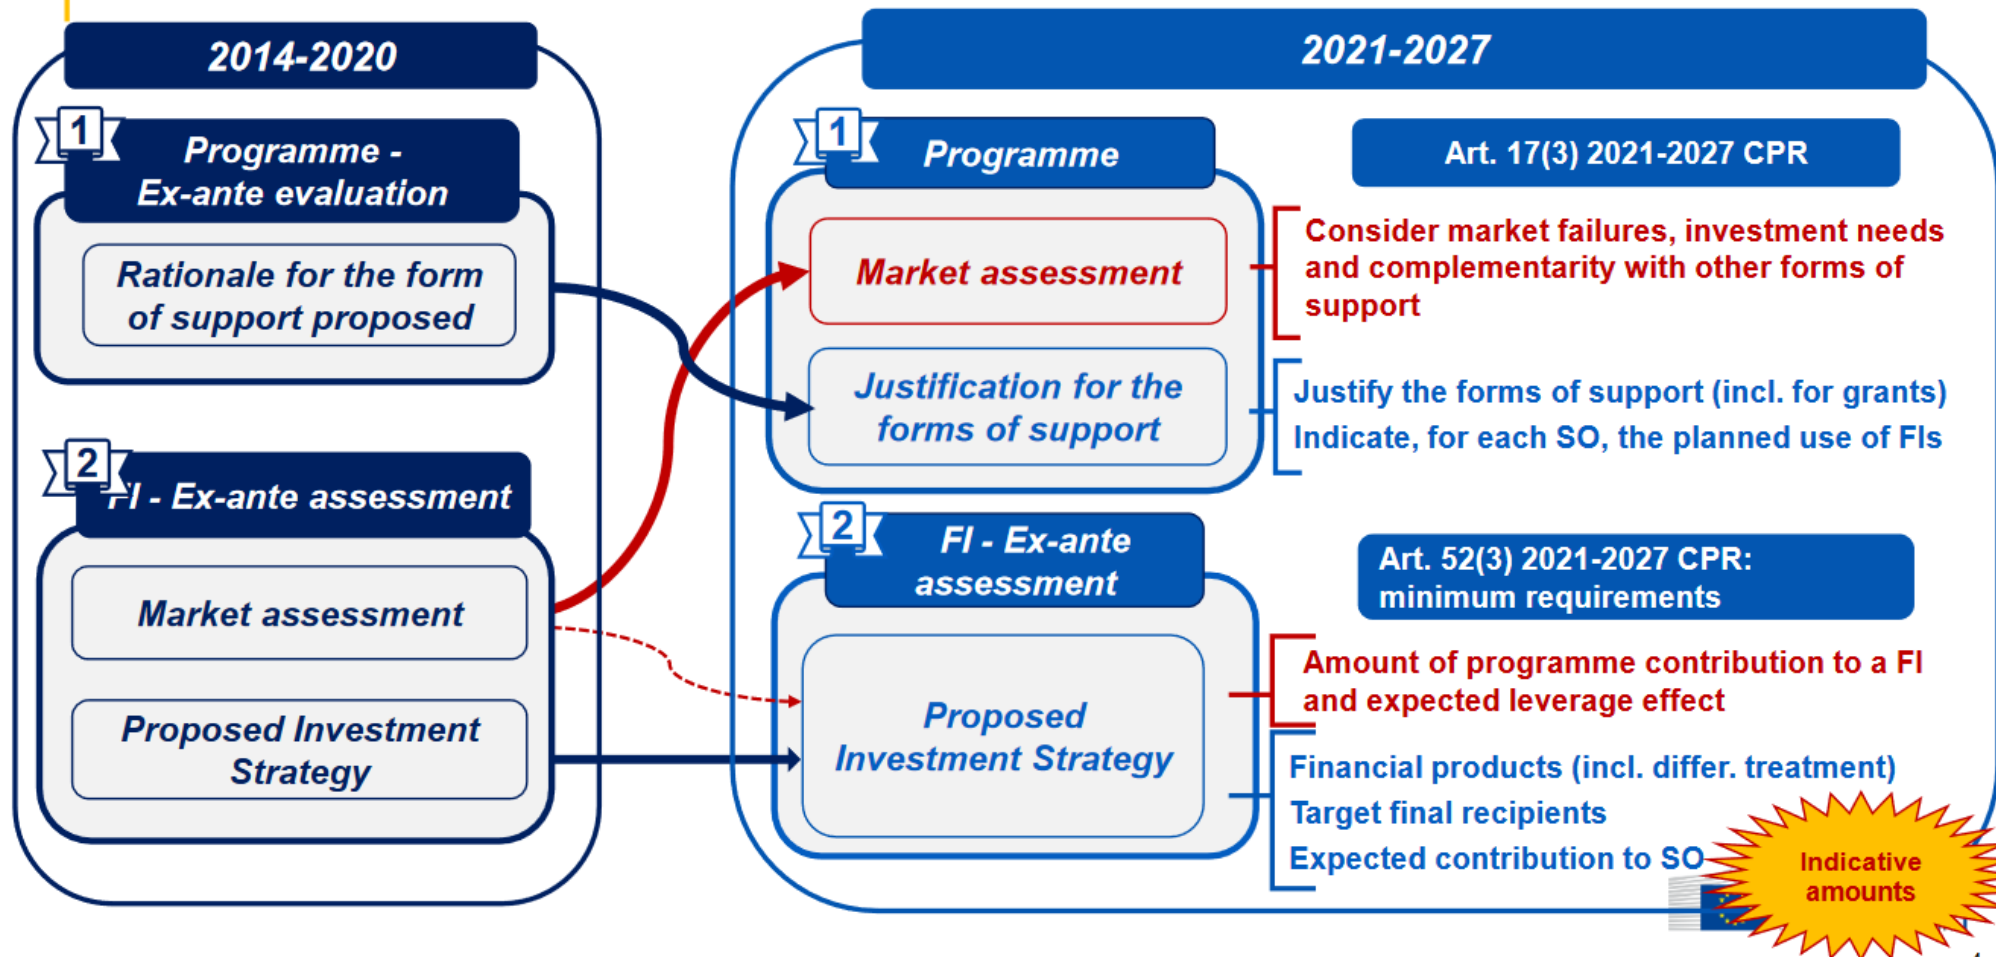 2014-2020
1
Programme -
Ex-ante evaluation
Rationale for the form
of support proposed
2
FI - Ex-ante assessment
Market assessment
Proposed Investment
Strategy
2021-2027
1
Programme
Art. 17(3) 2021-2027 CPR
Market assessment
Consider market failures, investment needs
and complementarity with other forms of
support
Justification for the
forms of support
Justify the forms of support (incl. for grants)
Indicate, for each SO, the planned use of FIs
2
FI - Ex-ante
assessment
Art. 52(3) 2021-2027 CPR:
minimum requirements
Proposed
Investment Strategy
Amount of programme contribution to a FI
and expected leverage effect
Financial products (incl. differ. treatment)
Target final recipients
Expected contribution to SO
Indicative
amounts